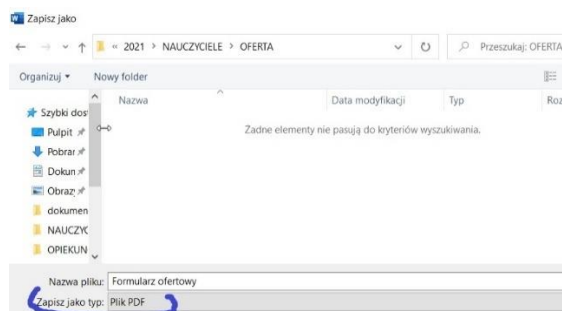 Zapisz jako
« 2021 > NAUCZYCIELE > OFERTA
Przeszukaj: OFERTA
Organizuj
New folder
Nazwa Data modyfikacji Typ Roz
Szybki dos
Pulpit
Żadne elementy nie pasują do kryteriów wyszukiwania.
Pobrar
Dokun
Obraz
dokumen
NAUCZYC
OPIEKUN
Nazwa pliku: Formularz ofertowy
Zapisz jako typ: Plik PDF